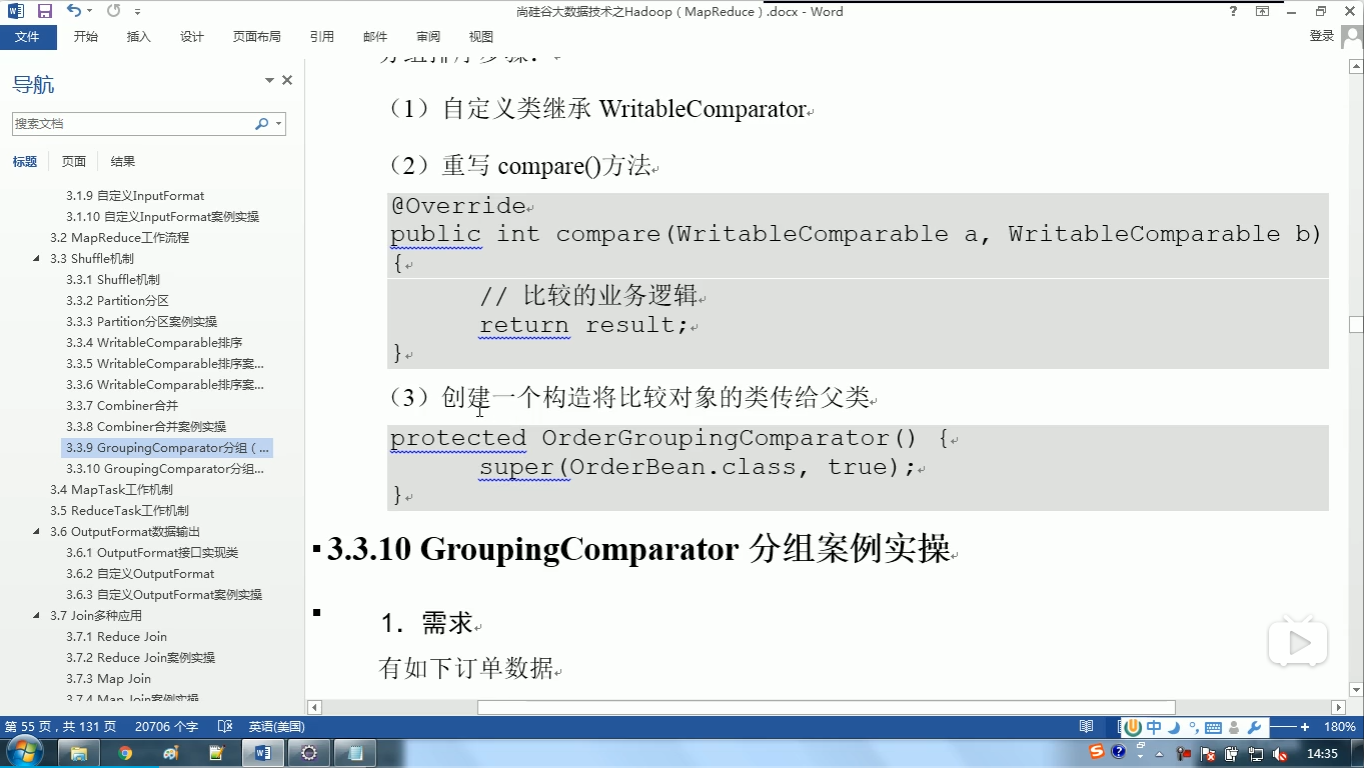 尚硅谷大数据技术之Hadoop（MapReduce）.docx - Word
文件 开始 插入 设计 页面布局 引用 邮件 审阅 视图 登录
导航
搜索文档
标题 页面 结果
3.1.9 自定义InputFormat
3.1.10 自定义InputFormat案例实操
3.2 MapReduce工作流程
3.3 Shuffle机制
3.3.1 Shuffle机制
3.3.2 Partition分区
3.3.3 Partition分区案例实操
3.3.4 WritableComparable排序
3.3.5 WritableComparable排序案...
3.3.6 WritableComparable排序案...
3.3.7 Combiner合并
3.3.8 Combiner合并案例实操
3.3.9 GroupingComparator分组（...
3.3.10 GroupingComparator分组...
3.4 MapTask工作机制
3.5 ReduceTask工作机制
3.6 OutputFormat数据输出
3.6.1 OutputFormat接口实现类
3.6.2 自定义OutputFormat
3.6.3 自定义OutputFormat案例实操
3.7 Join多种应用
3.7.1 Reduce Join
3.7.2 Reduce Join案例实操
3.7.3 Map Join
3.7.4 Map Join案例实操
分组排序步骤：
（1）自定义类继承 WritableComparator
（2）重写 compare()方法
@Override
public int compare(WritableComparable a, WritableComparable b)
{
// 比较的业务逻辑
return result;
}
（3）创建一个构造将比较对象的类传给父类
protected OrderGroupingComparator() {
super(OrderBean.class, true);
}
3.3.10 GroupingComparator 分组案例实操
1. 需求
有如下订单数据
第 55 页，共 131 页 20706 个字 英语(美国) 中 180%
14:35